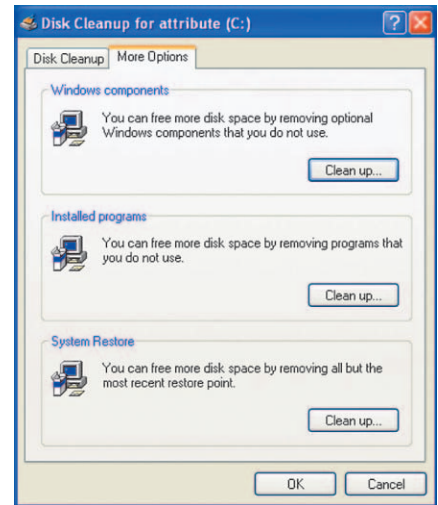 Disk Cleanup for attribute (C:)
?
Disk Cleanup
More Options
Windows components
You can free more disk space by removing optional
Windows components that you do not use.
Clean up...
Installed programs
You can free more disk space by removing programs that
you do not use.
Clean up...
System Restore
You can free more disk space by removing all but the
most recent restore point.
Clean up...
OK
Cancel